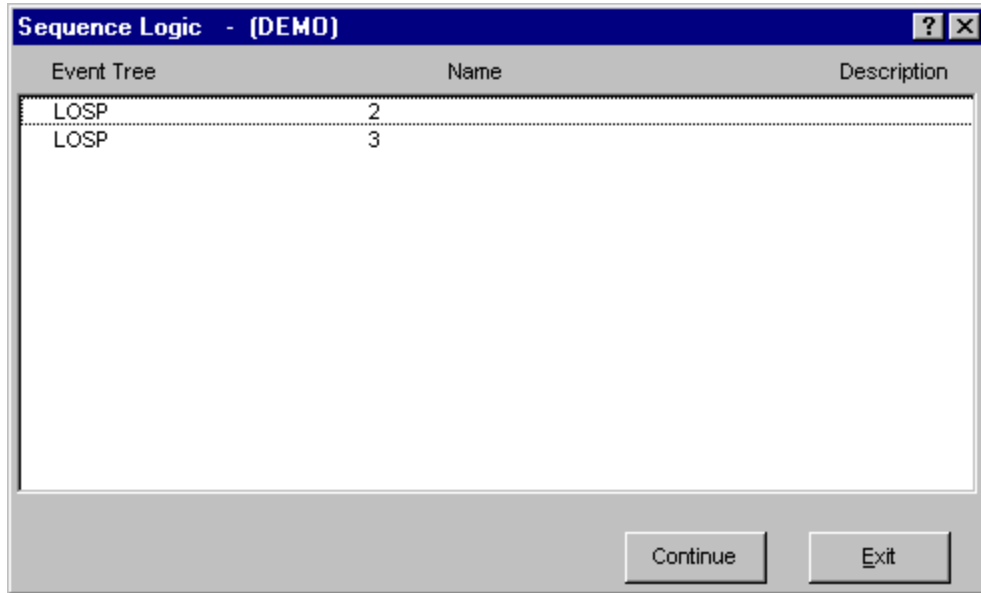 Sequence Logic - (DEMO) ? ×
Event Tree Name Description
LOSP 2
LOSP 3
Continue Exit